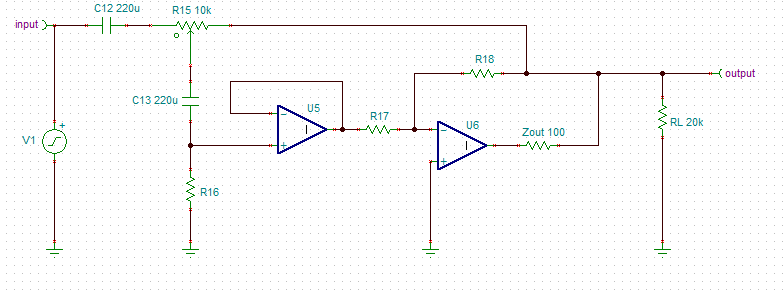 C12 220u
R15 10k
input
R18
output
C13 220u
U5
R17
U6
Zout 100
RL 20k
V1
R16